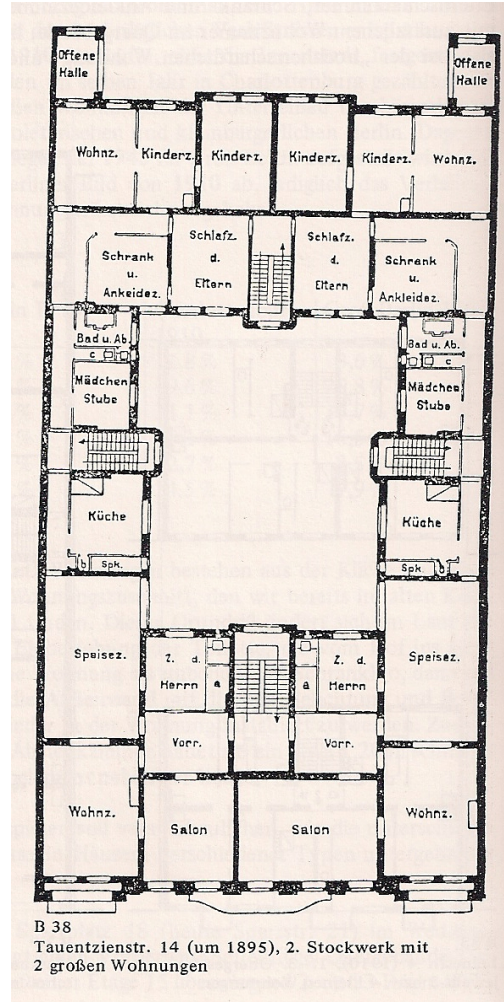 Offene
Halle
Offene
Halle
Wohnz.
Kinderz.
Kinderz.
Kinderz.
Kinderz.
Wohnz.
Schrank
u.
Ankeidez.
Schlafz.
d.
Eltern
Schlafz.
d.
Eltern
Schrank
u.
Ankleidez.
Bad u. Ab.
c
Mädchen
Stube
Bad u. Ab.
c
Mädchen
Stube
Küche
b
Spk.
Küche
Spk.
b
Speisez.
Z. d.
Herrn
a
Z. d.
Herrn
a
Speisez.
Vorr.
Vorr.
Wohnz.
Salon
Salon
Wohnz.
B 38
Tauentzienstr. 14 (um 1895), 2. Stockwerk mit
2 großen Wohnungen